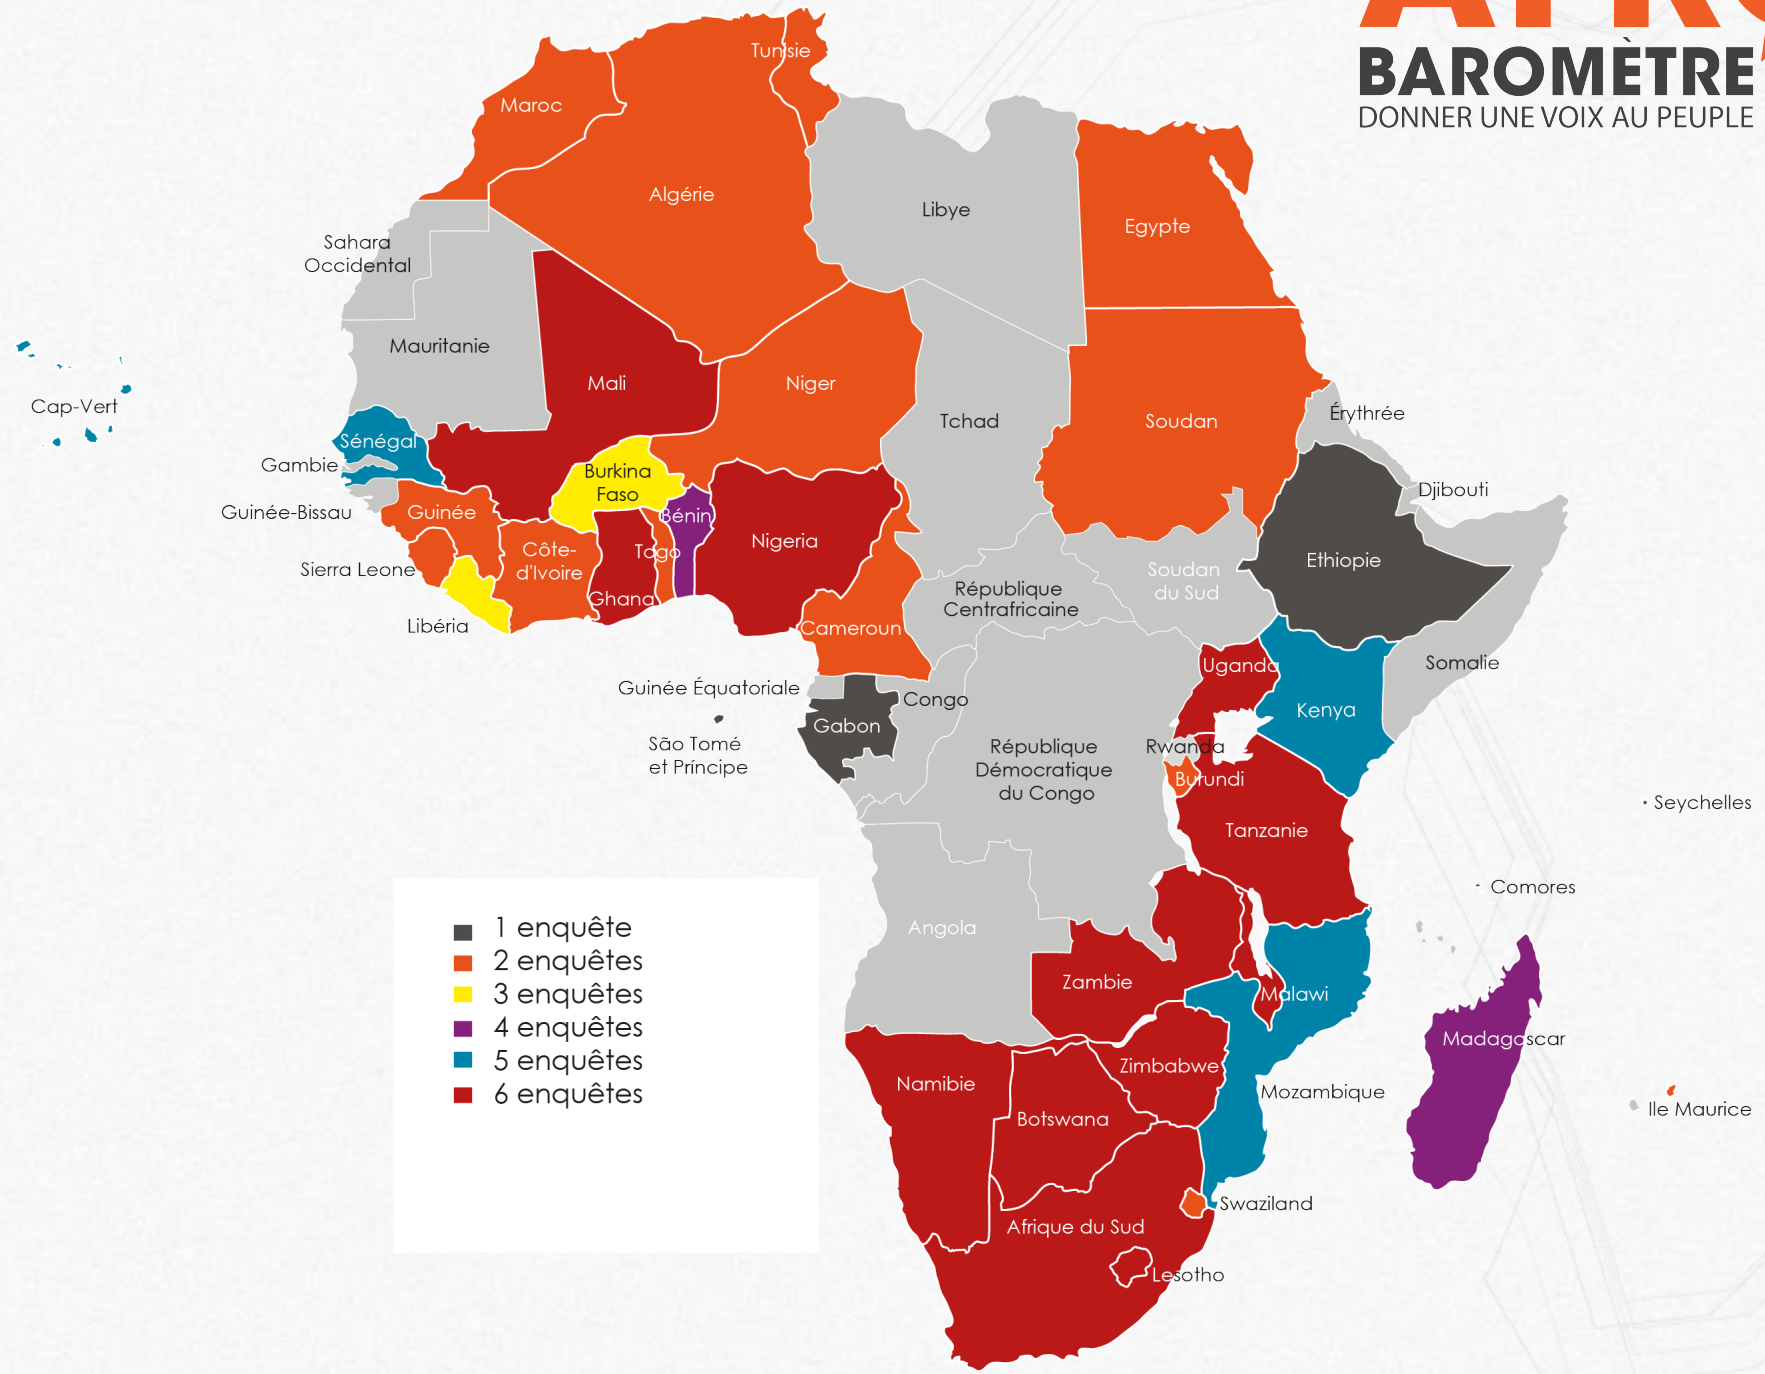 BAROMÈTRE
DONNER UNE VOIX AU PEUPLE
Tunisie
Maroc
Algérie
Libye
Egypte
Sahara
Occidental
Mauritanie
Mali
Niger
Tchad
Soudan
Érythrée
Cap-Vert
Sénégal
Gambie
Burkina
Faso
Djibouti
Guinée-Bissau
Guinée
Bénin
Nigeria
Côte-
d'Ivoire
Togo
Ethiopie
Sierra Leone
Ghana
République
Centrafricaine
Soudan
du Sud
Libéria
Cameroun
Somalie
Uganda
Guinée Équatoriale
Congo
Kenya
Gabon
São Tomé
et Príncipe
République
Démocratique
du Congo
Rwanda
Burundi
Seychelles
Tanzanie
Comores
Angola
Zambie
Malawi
Madagascar
Zimbabwe
Namibie
Mozambique
Botswana
Ile Maurice
Swaziland
Afrique du Sud
Lesotho
1 enquête
2 enquêtes
3 enquêtes
4 enquêtes
5 enquêtes
6 enquêtes